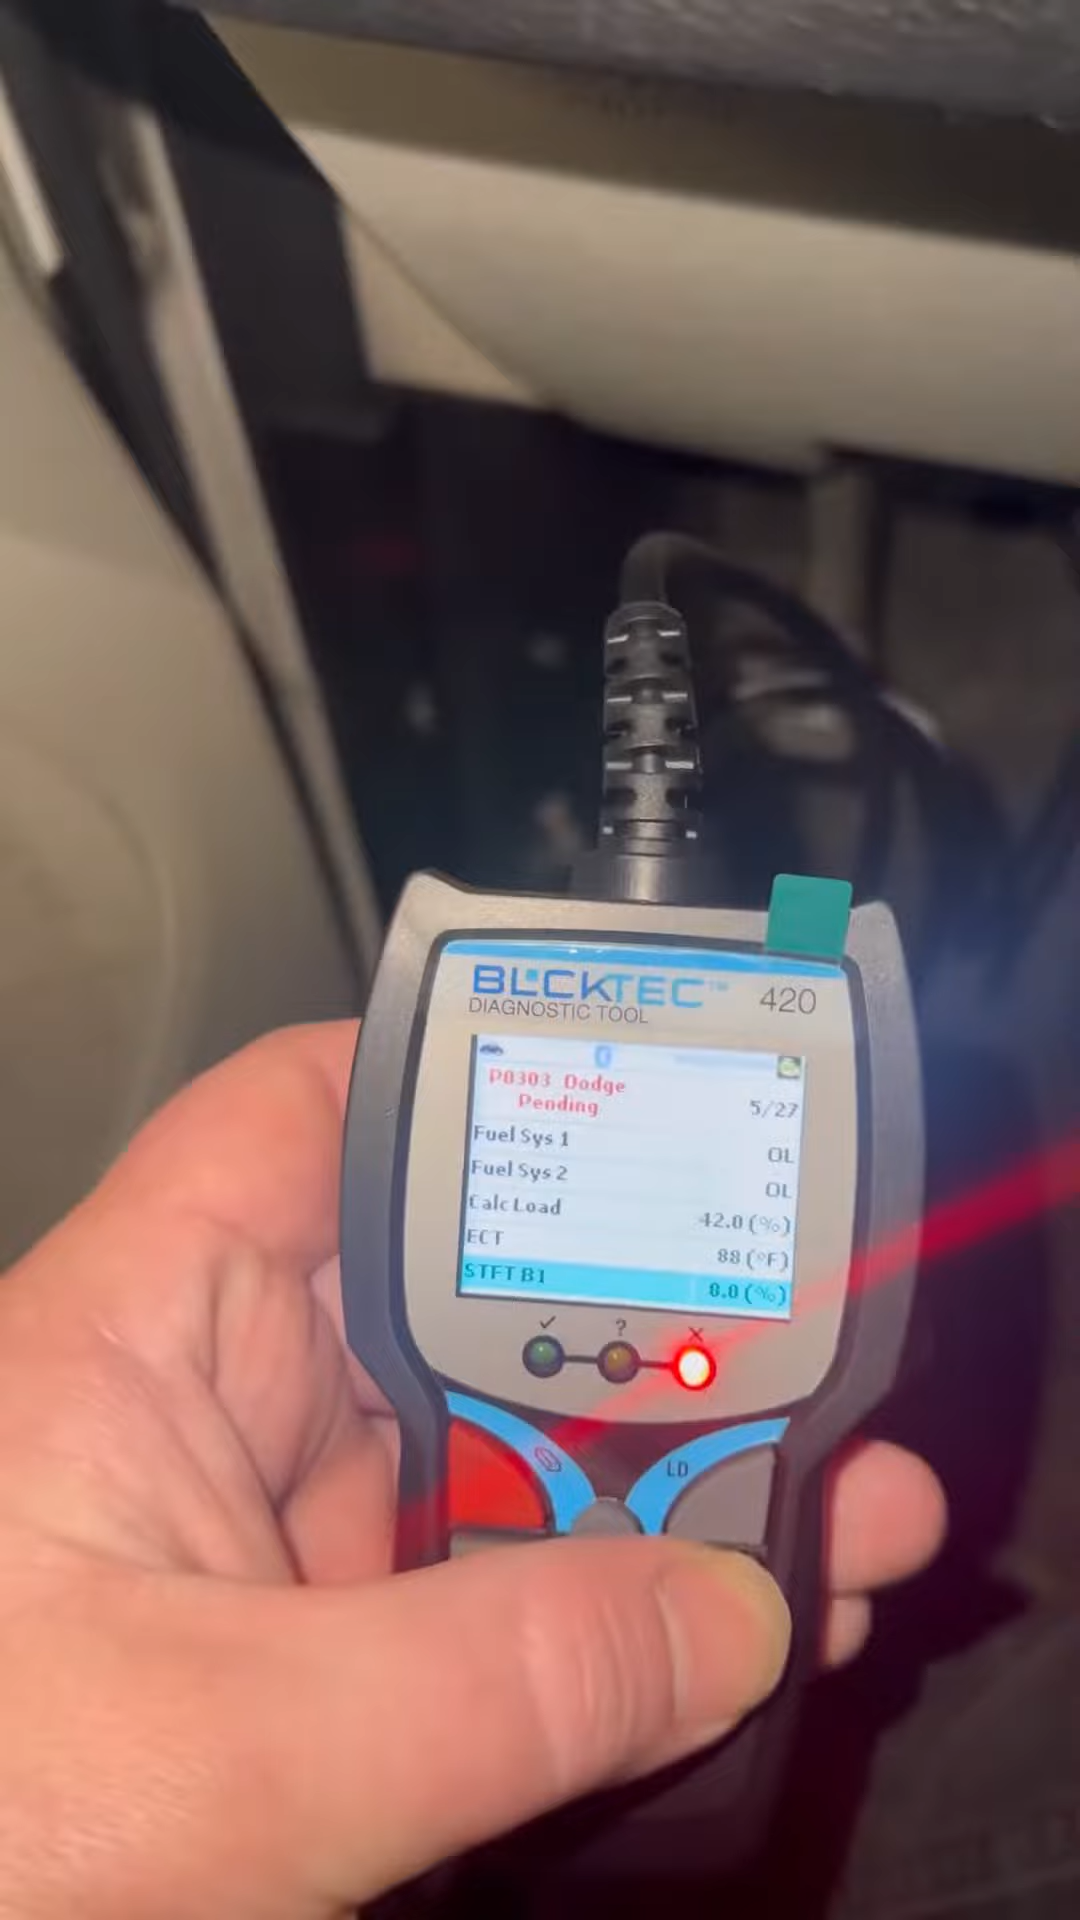 BLCKTEC™ 420
DIAGNOSTIC TOOL
P0303 Dodge
Pending 5/27
Fuel Sys 1 OL
Fuel Sys 2 OL
Calc Load 42.0 (%)
ECT 88 (°F)
STFT B1 0.0 (%)
✓ ? X
LD